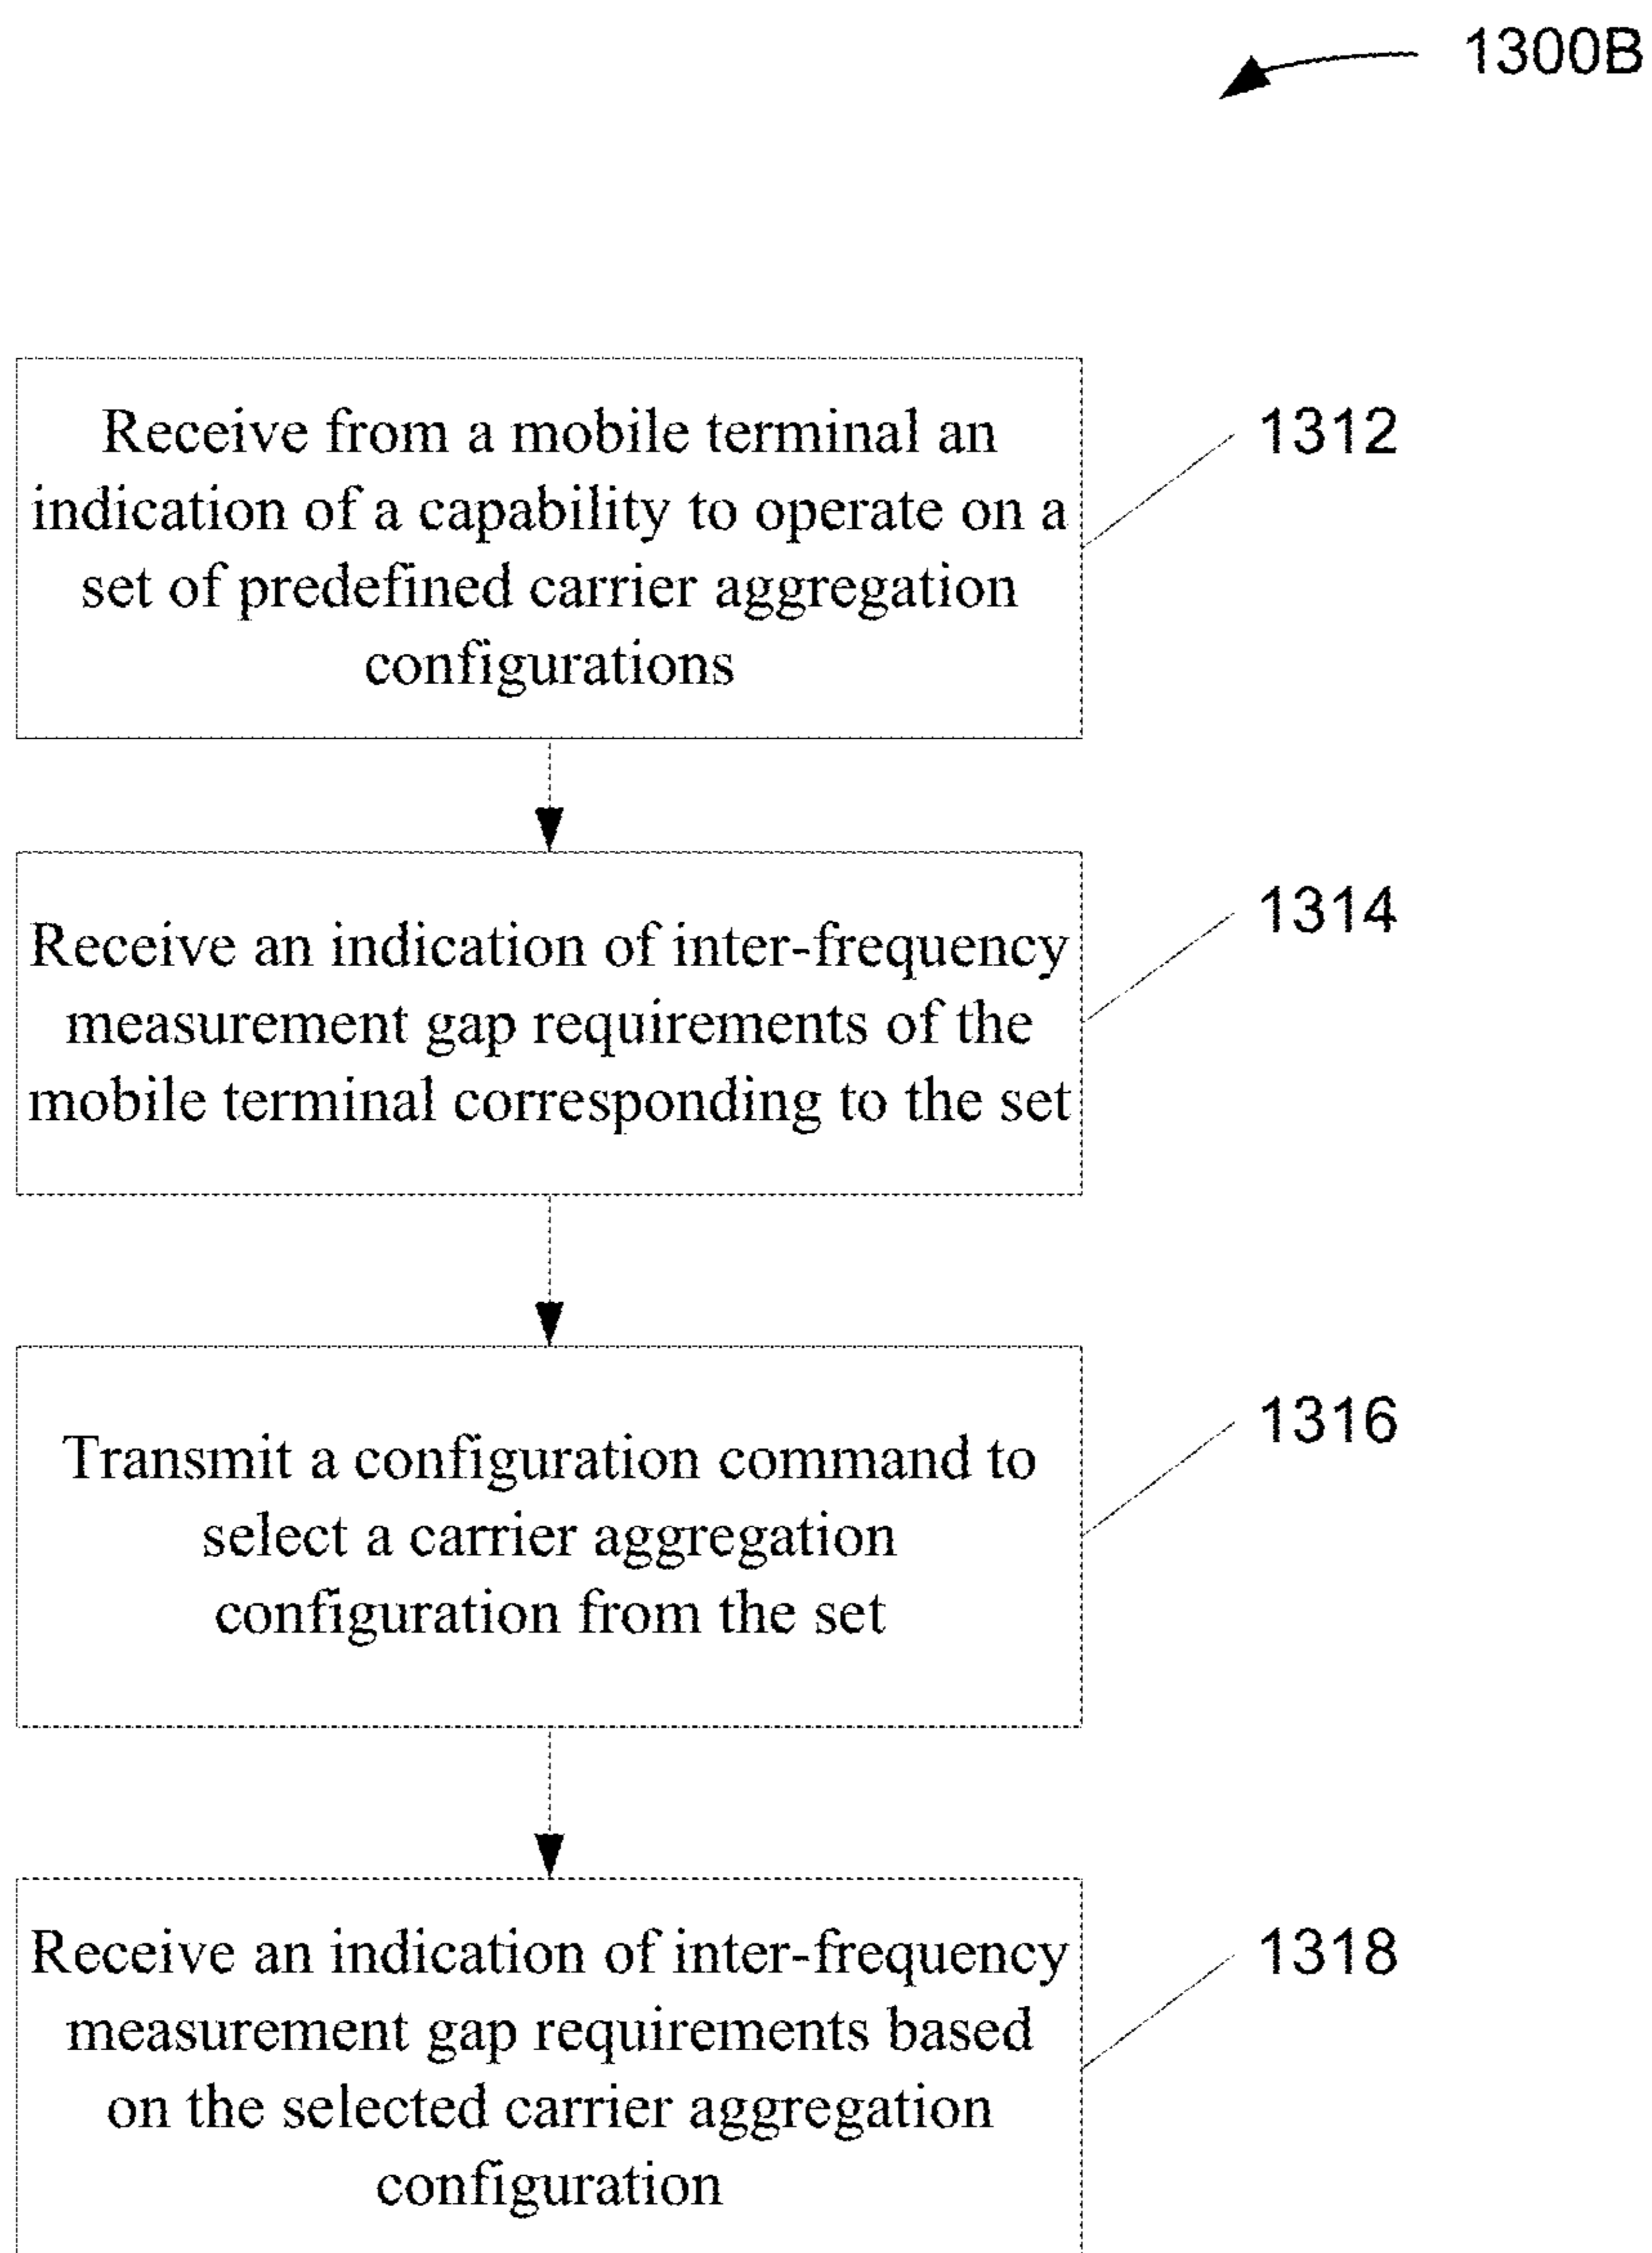 1300B
Receive from a mobile terminal an
indication of a capability to operate on a
set of predefined carrier aggregation
configurations
1312
Receive an indication of inter-frequency
measurement gap requirements of the
mobile terminal corresponding to the set
1314
Transmit a configuration command to
select a carrier aggregation
configuration from the set
1316
Receive an indication of inter-frequency
measurement gap requirements based
on the selected carrier aggregation
configuration
1318